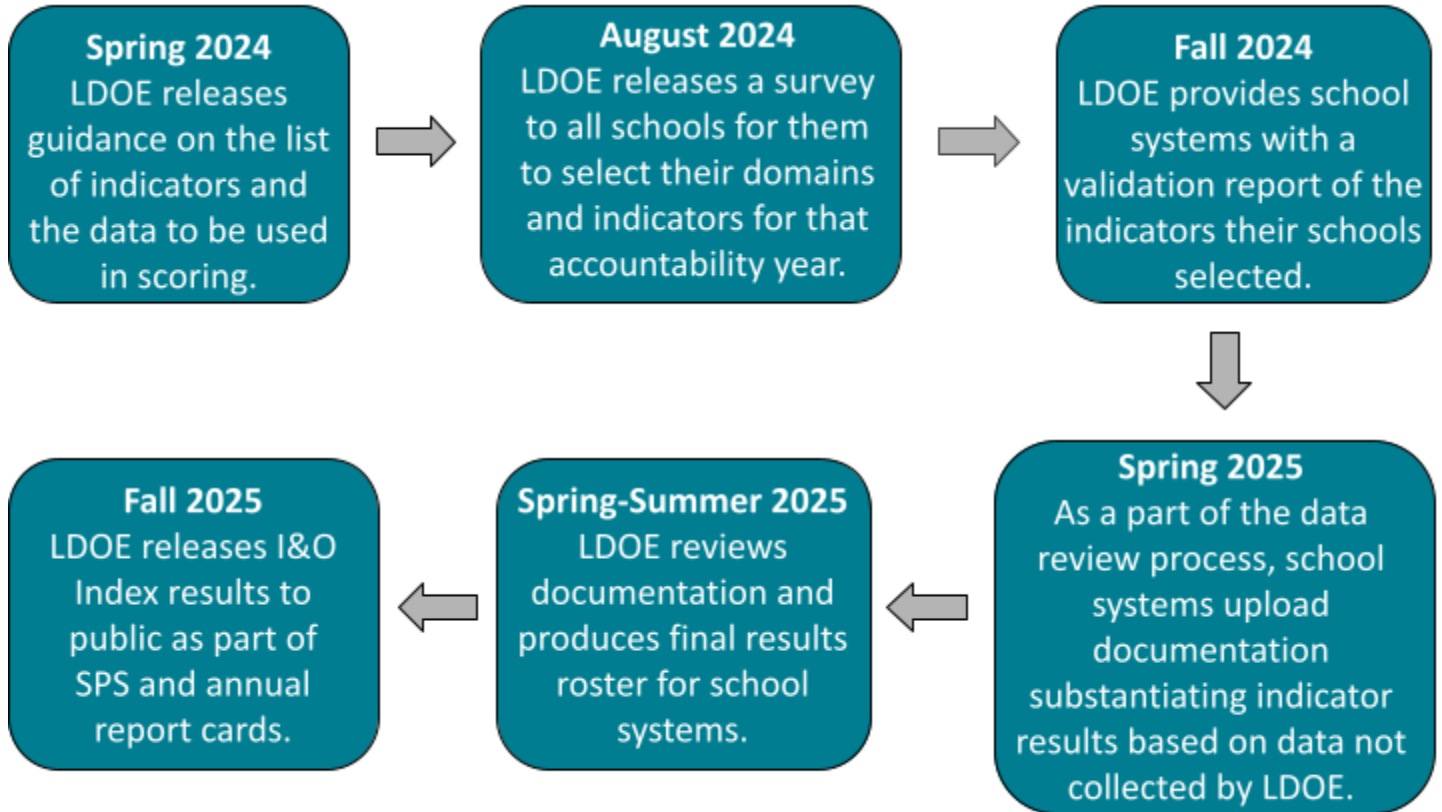 Spring 2024
LDOE releases
guidance on the list
of indicators and
the data to be used
in scoring.
August 2024
LDOE releases a survey
to all schools for them
to select their domains
and indicators for that
accountability year.
Fall 2024
LDOE provides school
systems with a
validation report of the
indicators their schools
selected.
Spring 2025
As a part of the data
review process, school
systems upload
documentation
substantiating indicator
results based on data not
collected by LDOE.
Spring-Summer 2025
LDOE reviews
documentation and
produces final results
roster for school
systems.
Fall 2025
LDOE releases I&O
Index results to
public as part of
SPS and annual
report cards.